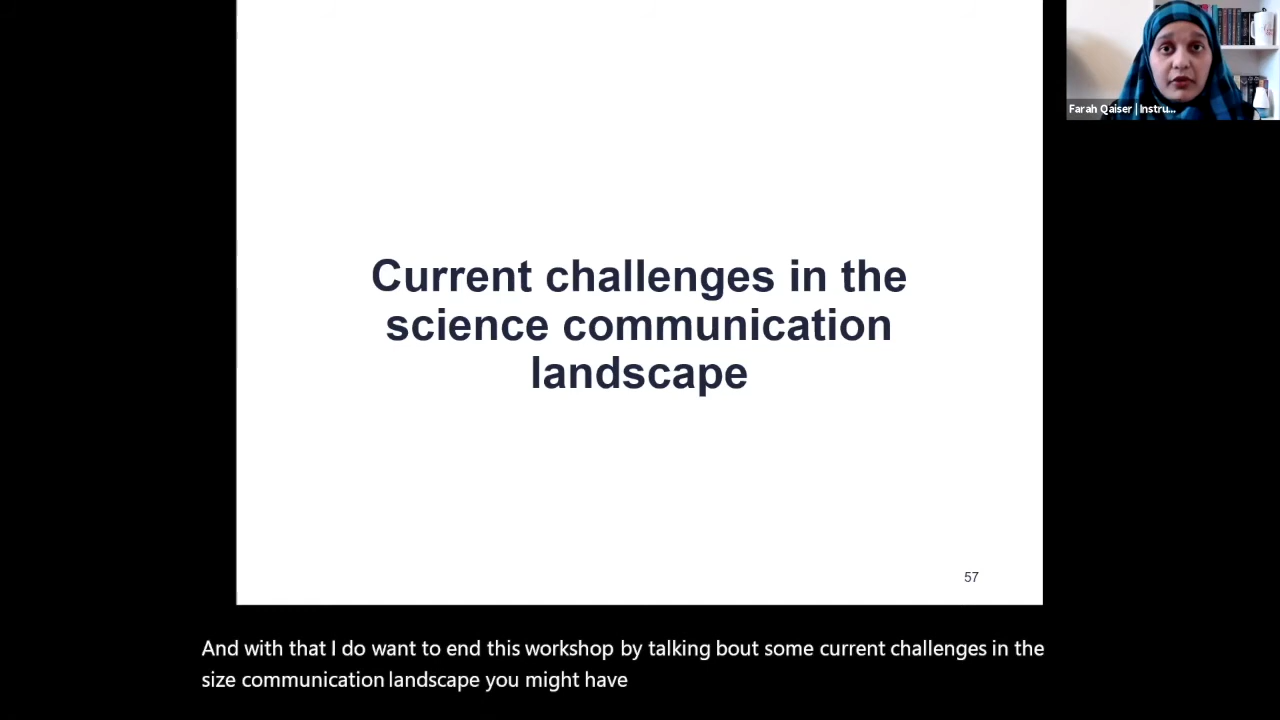 Farah Qaiser | Instru...
Current challenges in the
science communication
landscape
57
And with that I do want to end this workshop by talking bout some current challenges in the
size communication landscape you might have